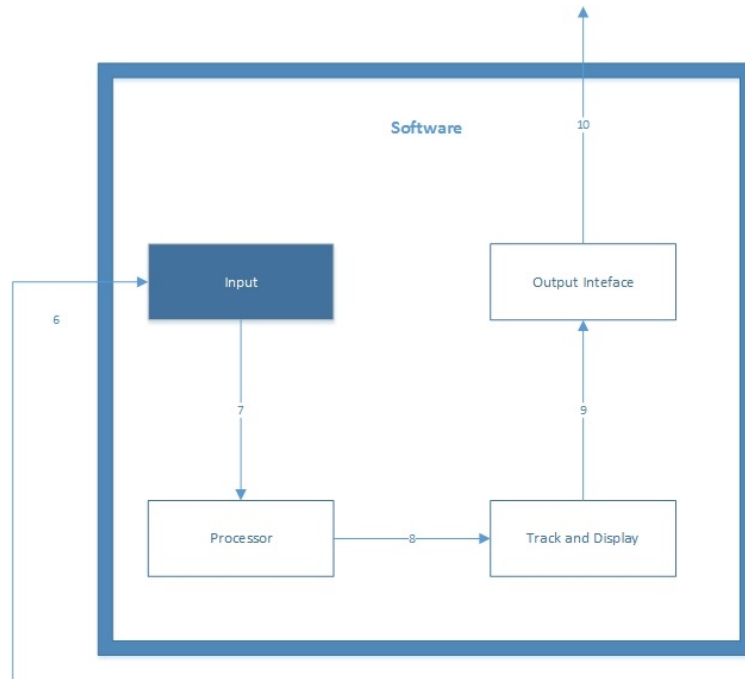 10
Software
Input
Output Inteface
6
7
9
Processor
8
Track and Display